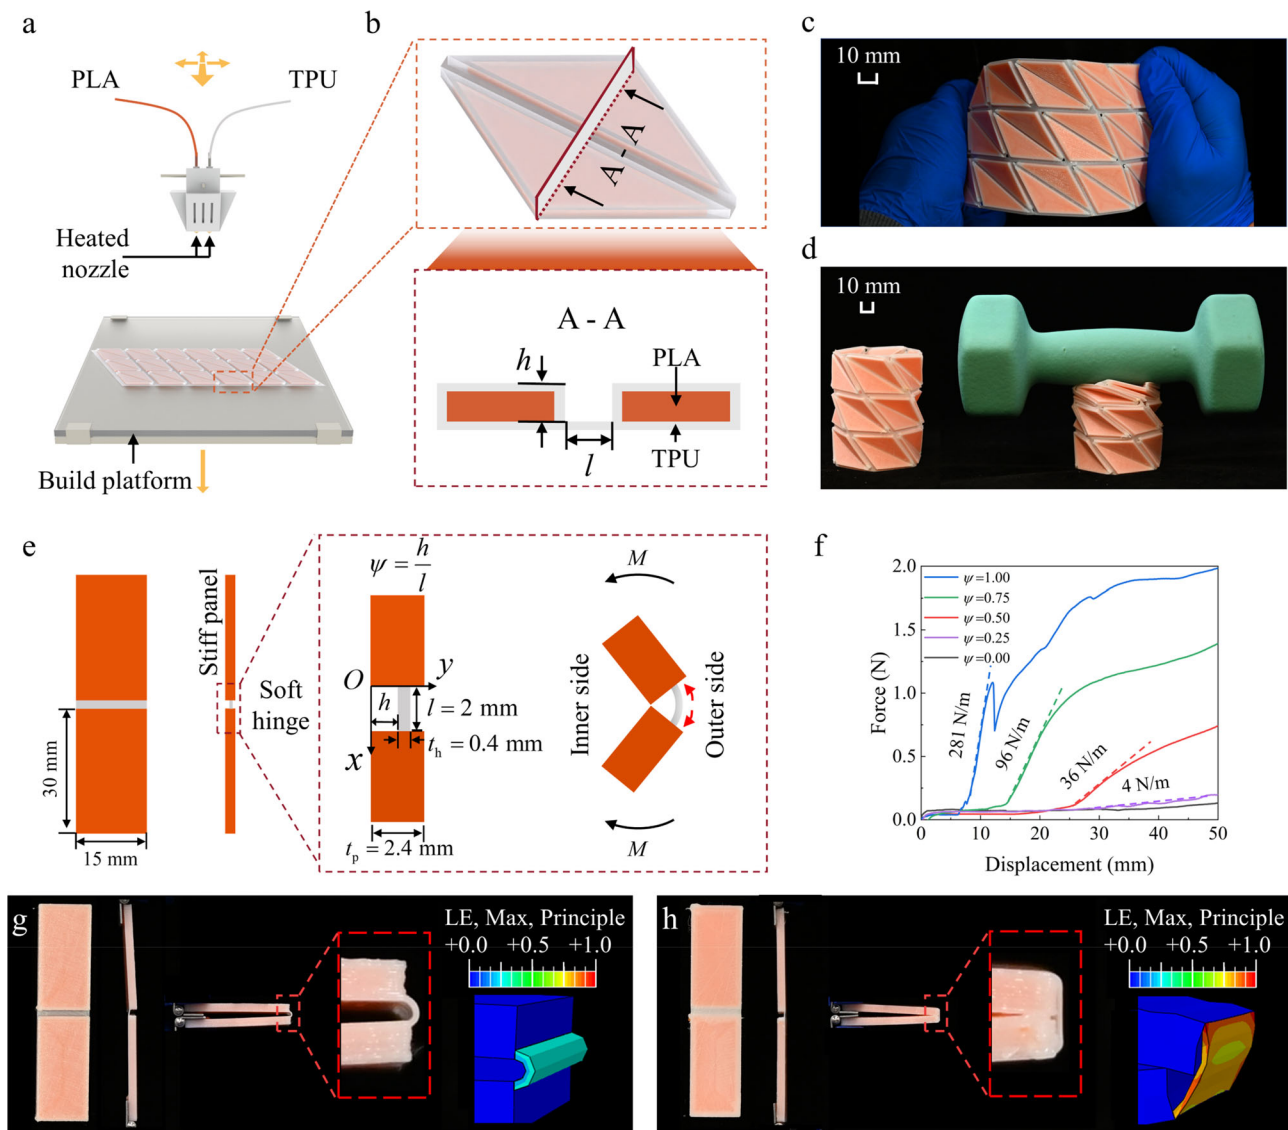 a
PLA
TPU
Heated
nozzle
Build platform
b
A - A
A - A
h
PLA
l
TPU
c
10 mm
d
10 mm
e
30 mm
15 mm
Stiff panel
Soft
hinge
ψ = h/l
O
y
h
l = 2 mm
t_h = 0.4 mm
x
t_p = 2.4 mm
M
Inner side
Outer side
M
f
Force (N)
2.0
1.5
1.0
0.5
0.0
ψ=1.00
ψ=0.75
ψ=0.50
ψ=0.25
ψ=0.00
281 N/m
96 N/m
36 N/m
4 N/m
0 10 20 30 40 50
Displacement (mm)
g
LE, Max, Principle
+0.0 +0.5 +1.0
h
LE, Max, Principle
+0.0 +0.5 +1.0